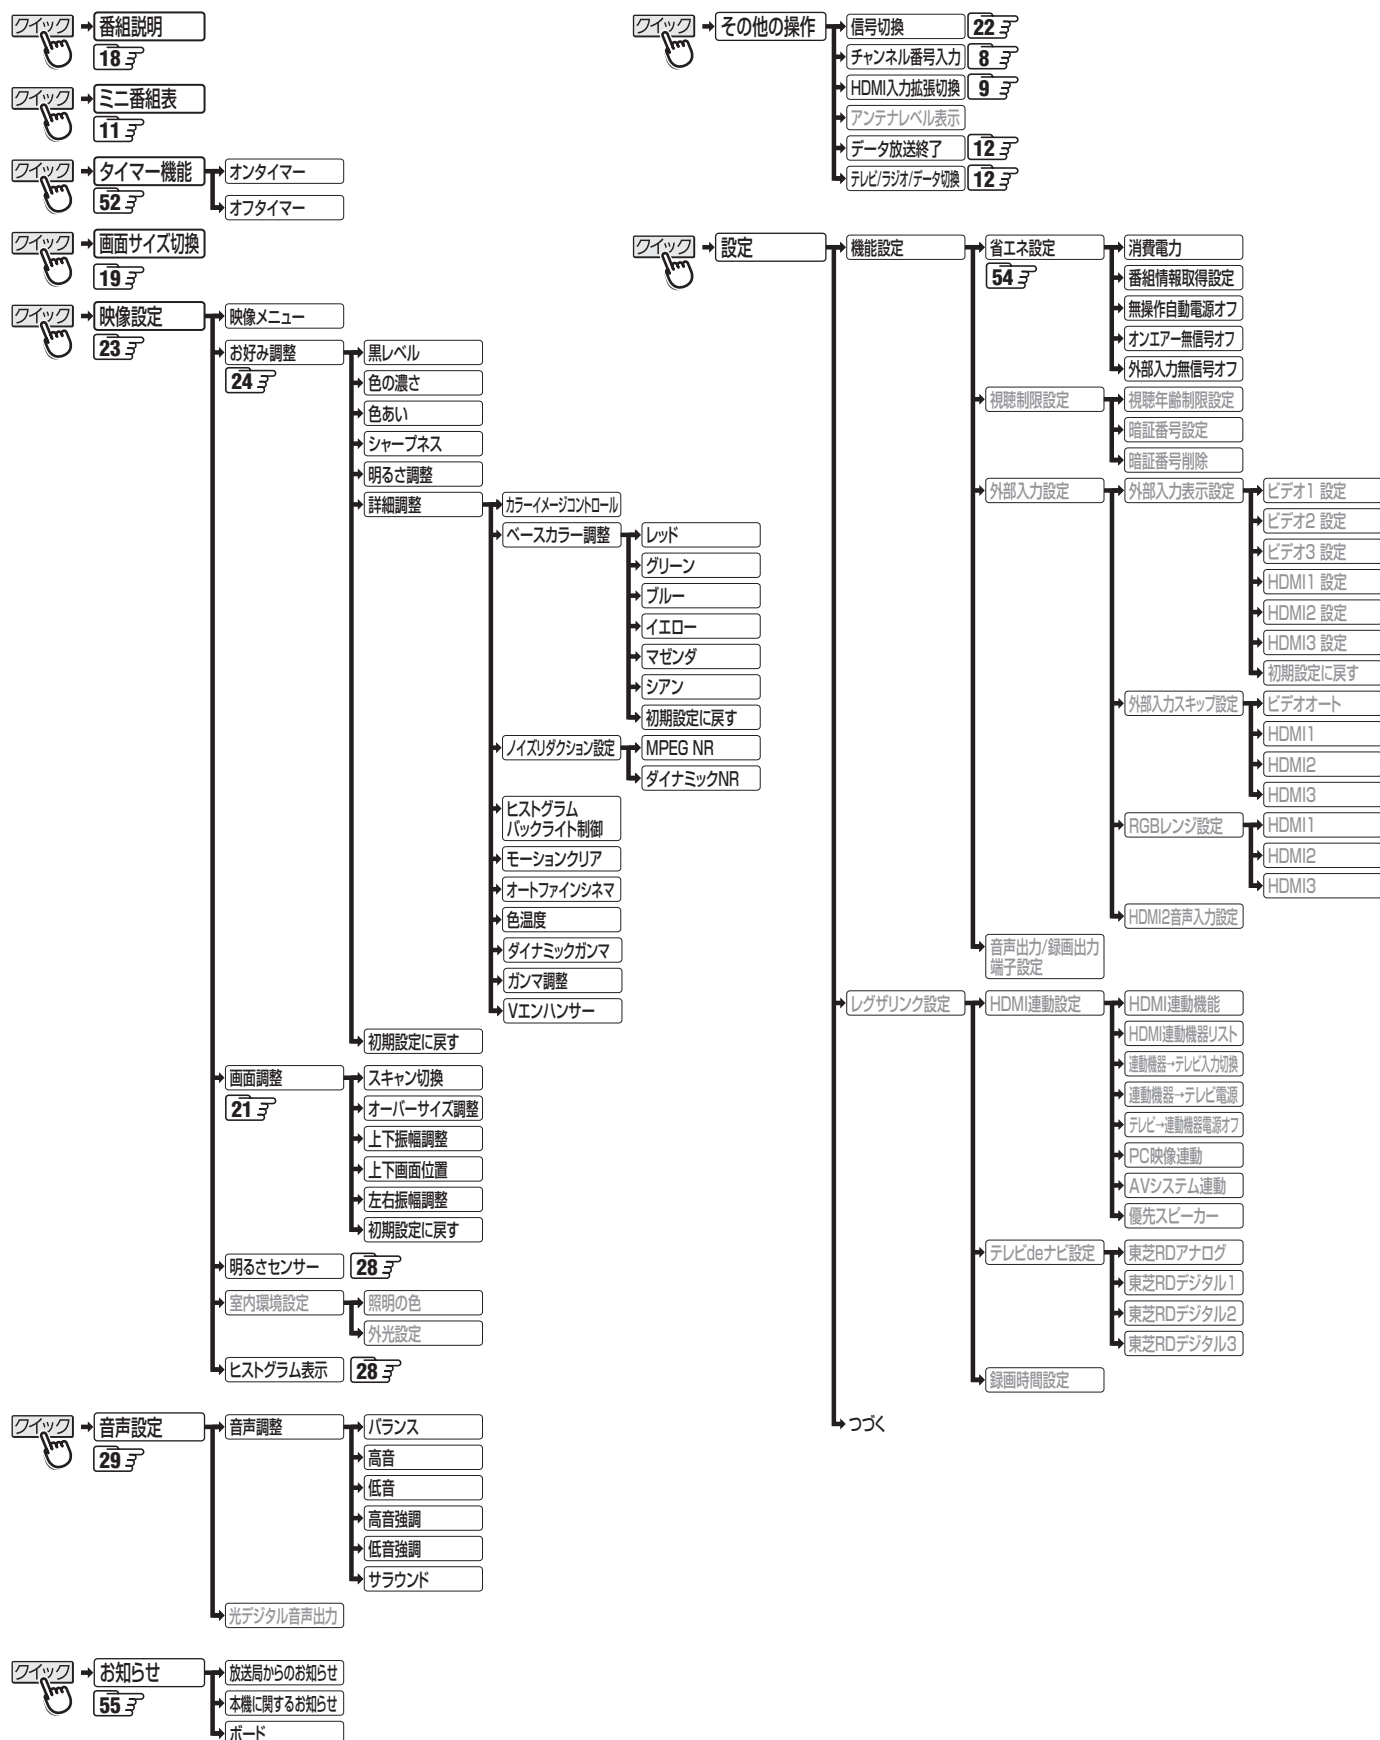 クイック
番組説明
18
クイック
ミニ番組表
11
クイック
タイマー機能
52
オンタイマー
オフタイマー
クイック
画面サイズ切換
19
クイック
映像設定
23
映像メニュー
お好み調整
24
黒レベル
色の濃さ
色あい
シャープネス
明るさ調整
詳細調整
カラーイメージコントロール
ベースカラー調整
レッド
グリーン
ブルー
イエロー
マゼンダ
シアン
初期設定に戻す
ノイズリダクション設定
MPEG NR
ダイナミックNR
ヒストグラム
バックライト制御
モーションクリア
オートファインシネマ
色温度
ダイナミックガンマ
ガンマ調整
Vエンハンサー
初期設定に戻す
画面調整
21
スキャン切換
オーバーサイズ調整
上下振幅調整
上下画面位置
左右振幅調整
初期設定に戻す
明るさセンサー
28
室内環境設定
照明の色
外光設定
ヒストグラム表示
28
クイック
音声設定
29
音声調整
バランス
高音
低音
高音強調
低音強調
サラウンド
光デジタル音声出力
クイック
お知らせ
55
放送局からのお知らせ
本機に関するお知らせ
ボード
クイック
その他の操作
信号切換
22
チャンネル番号入力
8
HDMI入力拡張切換
9
アンテナレベル表示
データ放送終了
12
テレビ/ラジオ/データ切換
12
クイック
設定
機能設定
省エネ設定
54
消費電力
番組情報取得設定
無操作自動電源オフ
オンエアー無信号オフ
外部入力無信号オフ
視聴制限設定
視聴年齢制限設定
暗証番号設定
暗証番号削除
外部入力設定
外部入力表示設定
ビデオ1 設定
ビデオ2 設定
ビデオ3 設定
HDMI1 設定
HDMI2 設定
HDMI3 設定
初期設定に戻す
外部入力スキップ設定
ビデオオート
HDMI1
HDMI2
HDMI3
RGBレンジ設定
HDMI1
HDMI2
HDMI3
HDMI2音声入力設定
音声出力/録画出力
端子設定
レグザリンク設定
HDMI連動設定
HDMI連動機能
HDMI連動機器リスト
連動機器→テレビ入力切換
連動機器→テレビ電源
テレビ→連動機器電源オフ
PC映像連動
AVシステム連動
優先スピーカー
テレビdeナビ設定
東芝RDアナログ
東芝RDデジタル1
東芝RDデジタル2
東芝RDデジタル3
録画時間設定
つづく